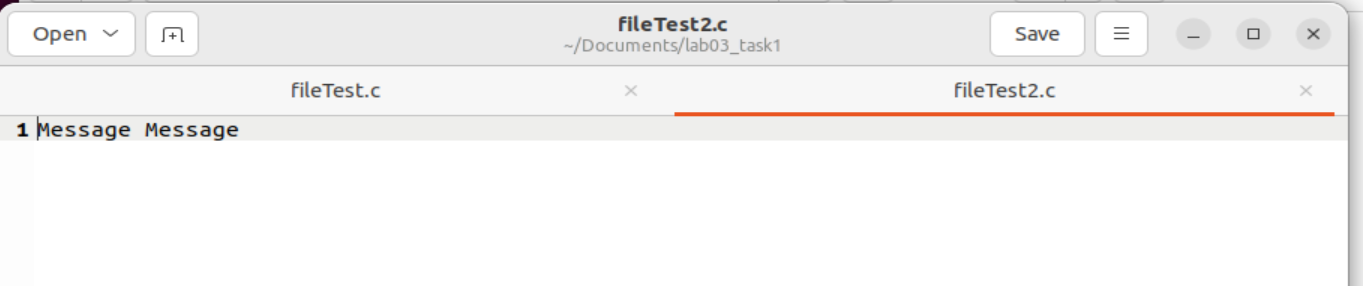 Open
fileTest2.c
~/Documents/lab03_task1
Save
fileTest.c
fileTest2.c
1 Message Message